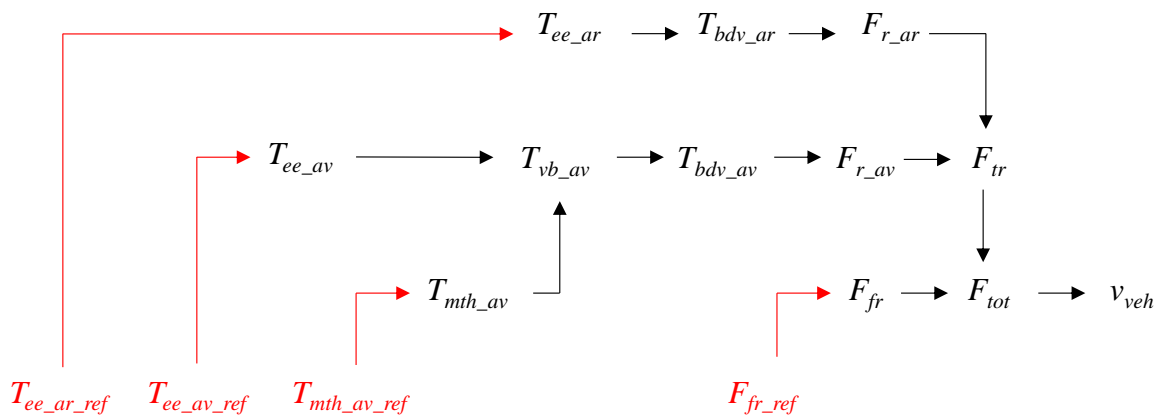 T_ee_ar T_bdv_ar F_r_ar
T_ee_av T_vb_av T_bdv_av F_r_av F_tr
T_mth_av F_fr F_tot v_veh
T_ee_ar_ref T_ee_av_ref T_mth_av_ref F_fr_ref